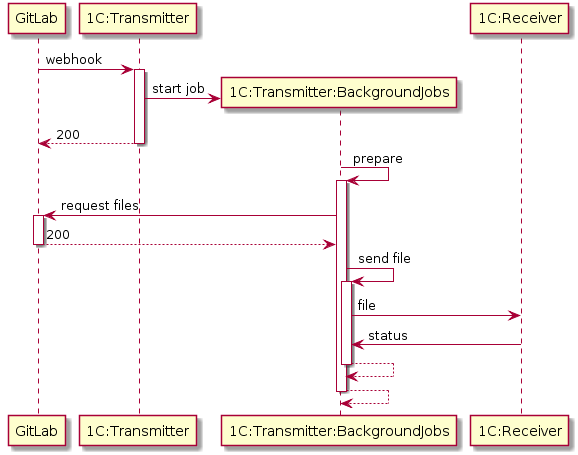 GitLab
1C:Transmitter
1C:Receiver
webhook
start job
1C:Transmitter:BackgroundJobs
200
prepare
request files
200
send file
file
status
GitLab
1C:Transmitter
1C:Transmitter:BackgroundJobs
1C:Receiver